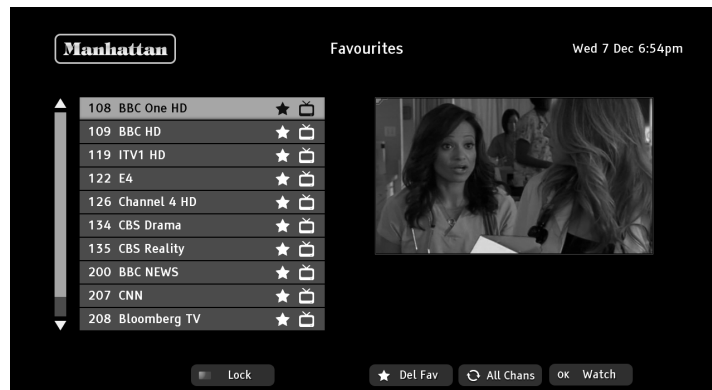 Manhattan
Favourites
Wed 7 Dec 6:54pm
108 BBC One HD
109 BBC HD
119 ITV1 HD
122 E4
126 Channel 4 HD
134 CBS Drama
135 CBS Reality
200 BBC NEWS
207 CNN
208 Bloomberg TV
Lock
Del Fav
All Chans
OK Watch